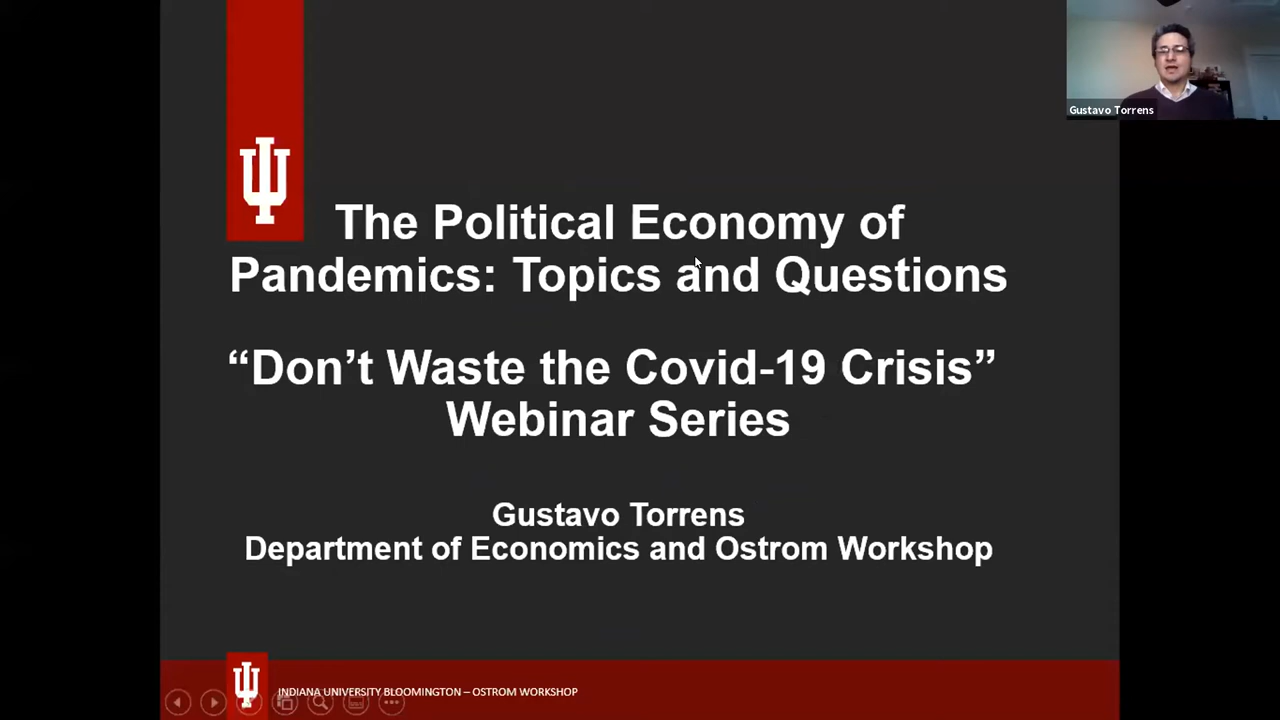 Gustavo Torrens
The Political Economy of
Pandemics: Topics and Questions
“Don’t Waste the Covid-19 Crisis”
Webinar Series
Gustavo Torrens
Department of Economics and Ostrom Workshop
INDIANA UNIVERSITY BLOOMINGTON – OSTROM WORKSHOP